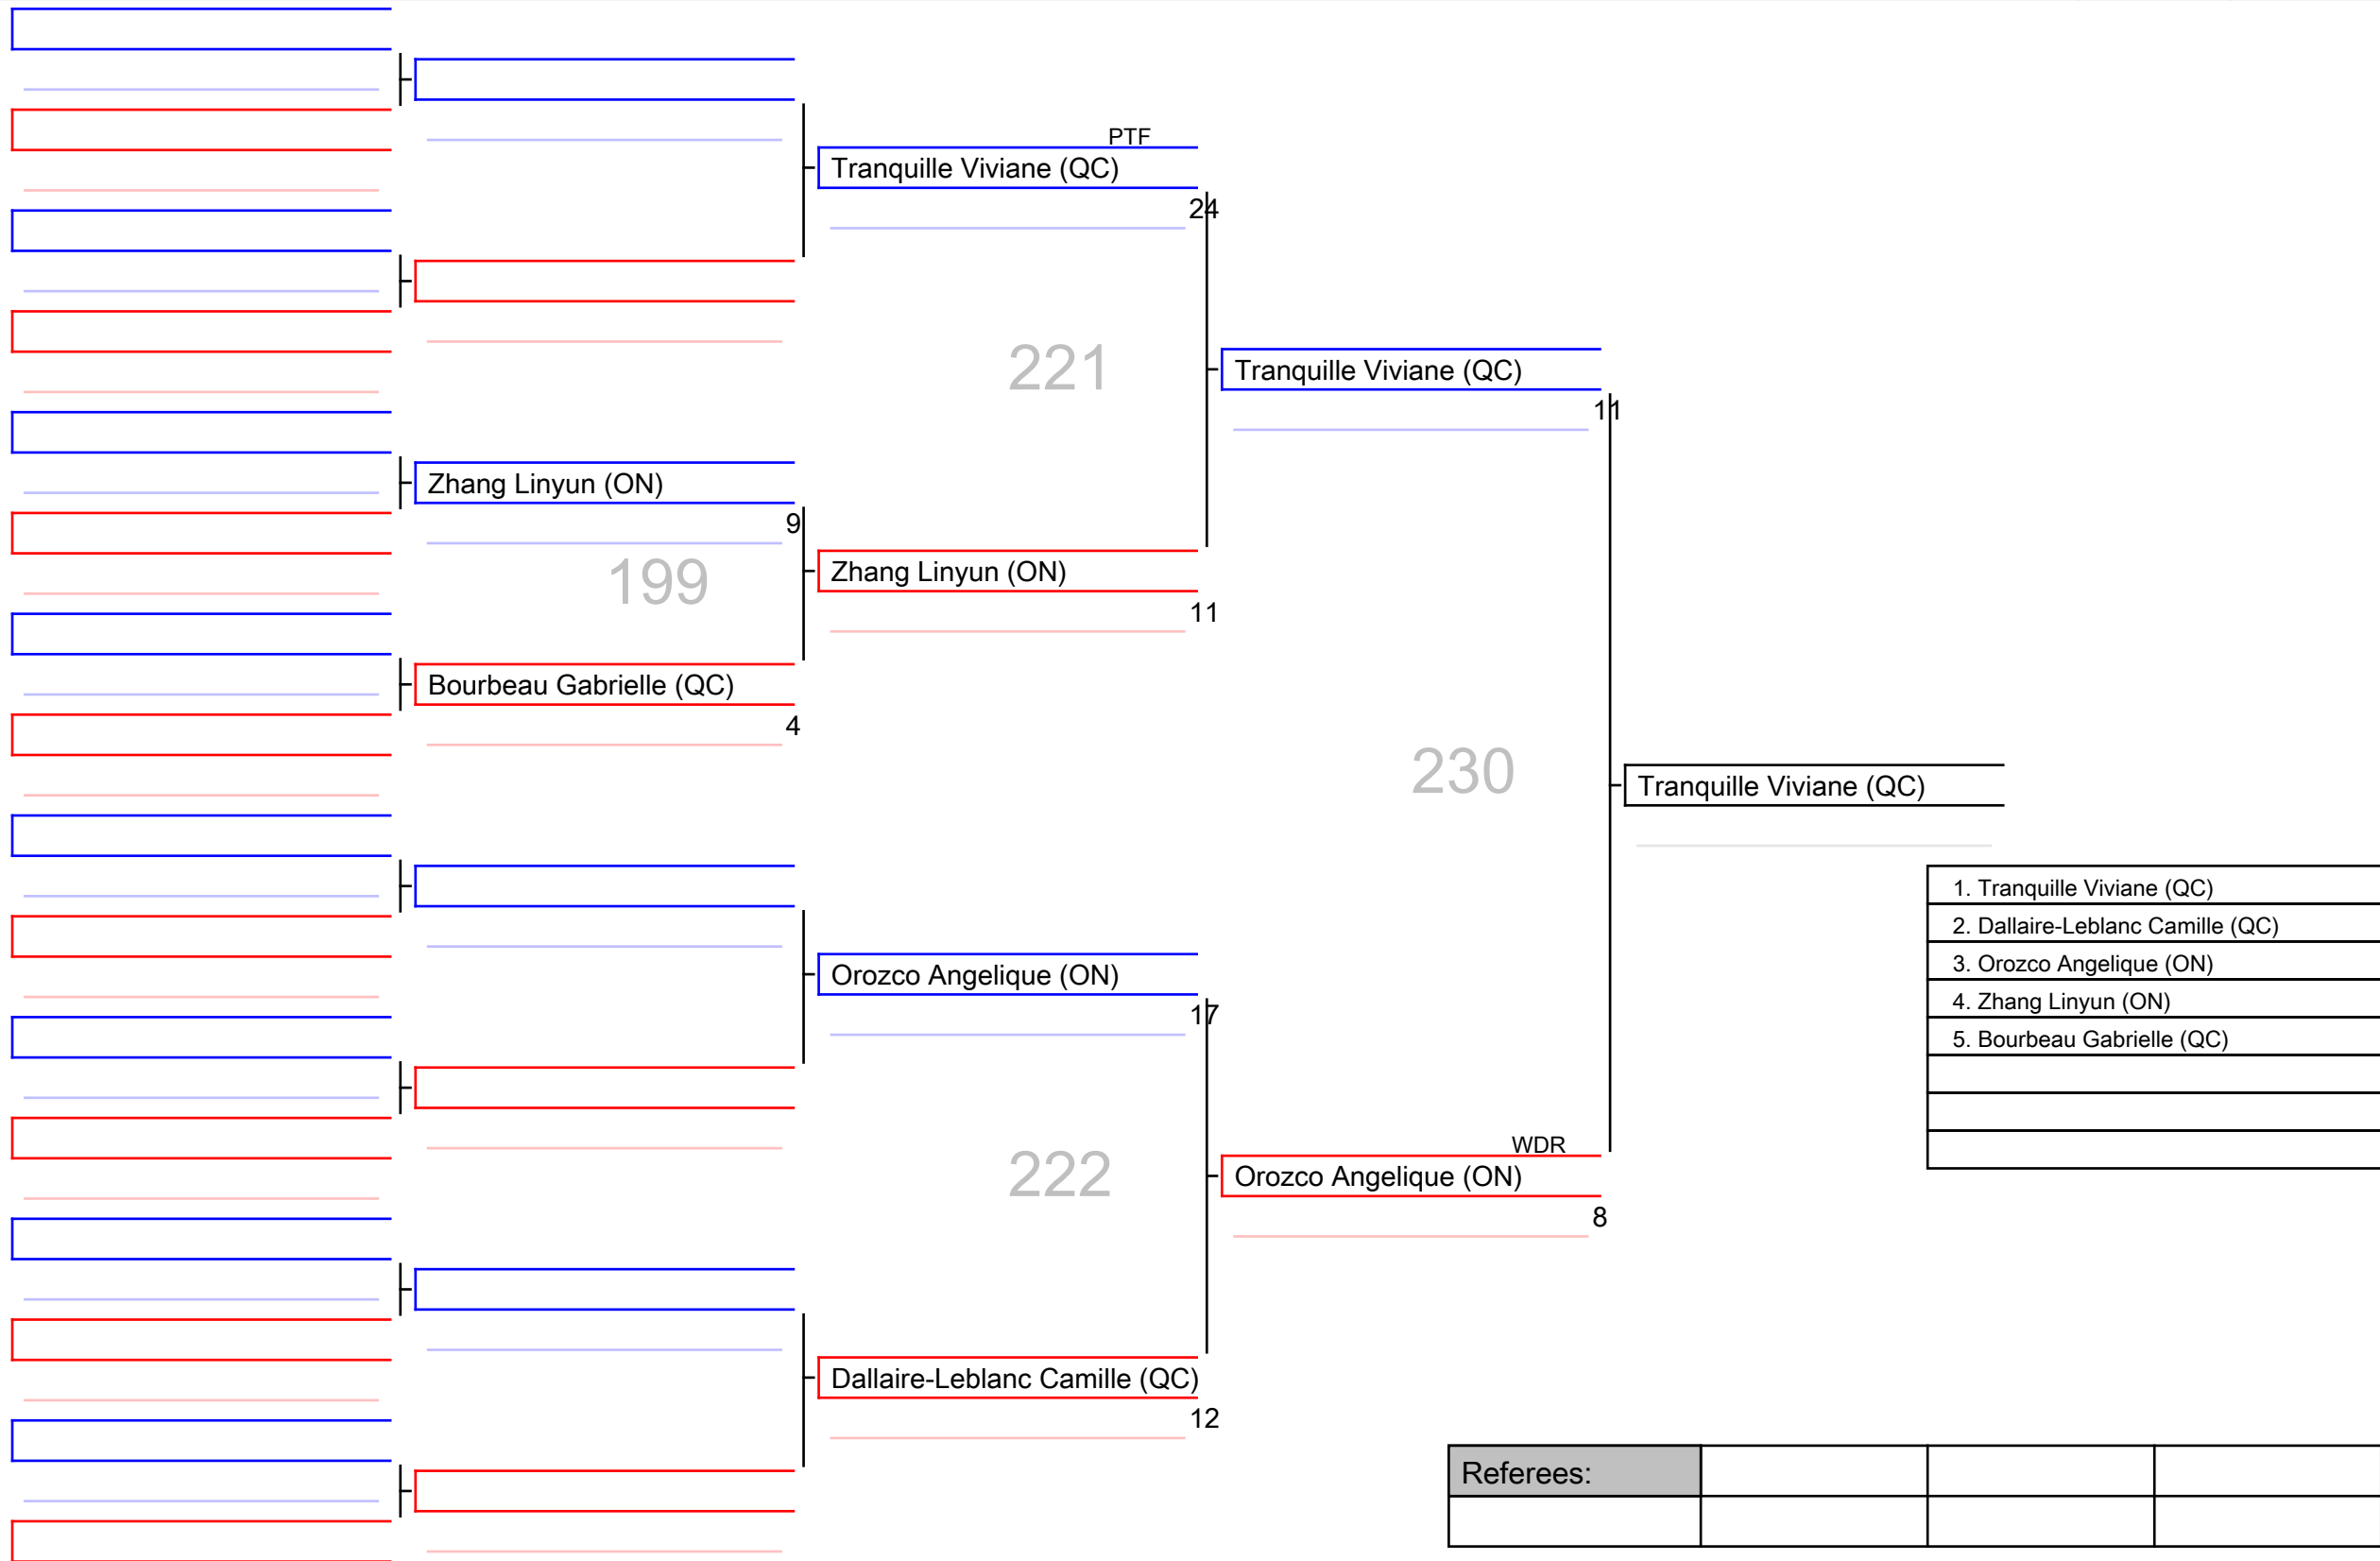 PTF
Tranquille Viviane (QC)
24
221
Tranquille Viviane (QC)
11
Zhang Linyun (ON)
9
199
Zhang Linyun (ON)
11
Bourbeau Gabrielle (QC)
4
230
Tranquille Viviane (QC)
1. Tranquille Viviane (QC)
2. Dallaire-Leblanc Camille (QC)
3. Orozco Angelique (ON)
4. Zhang Linyun (ON)
5. Bourbeau Gabrielle (QC)
Orozco Angelique (ON)
17
222
WDR
Orozco Angelique (ON)
8
Dallaire-Leblanc Camille (QC)
12
Referees: